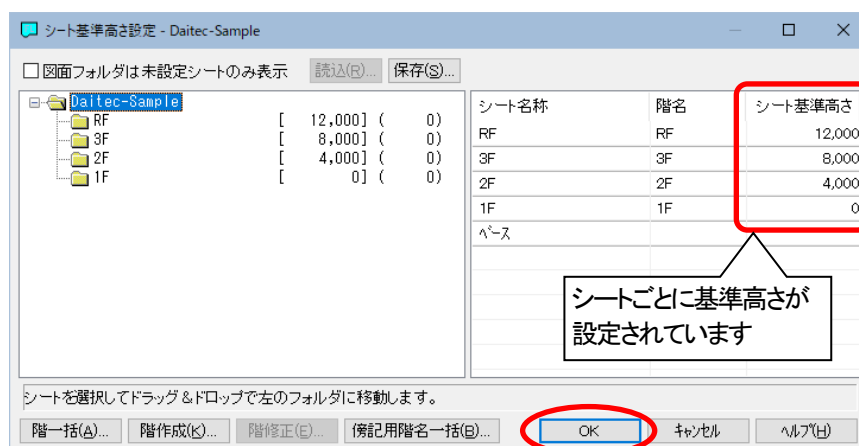 シート基準高さ設定 - Daitec-Sample
図面フォルダは未設定シートのみ表示 読込(R)... 保存(S)...
Daitec-Sample
RF [ 12,000] ( 0)
3F [ 8,000] ( 0)
2F [ 4,000] ( 0)
1F [ 0] ( 0)
シート名称 階名 シート基準高さ
RF RF 12,000
3F 3F 8,000
2F 2F 4,000
1F 1F 0
ベース
シートごとに基準高さが
設定されています
シートを選択してドラッグ&ドロップで左のフォルダに移動します。
階一括(A)... 階作成(K)... 階修正(E)... 傍記用階名一括(B)... OK キャンセル ヘルプ(H)